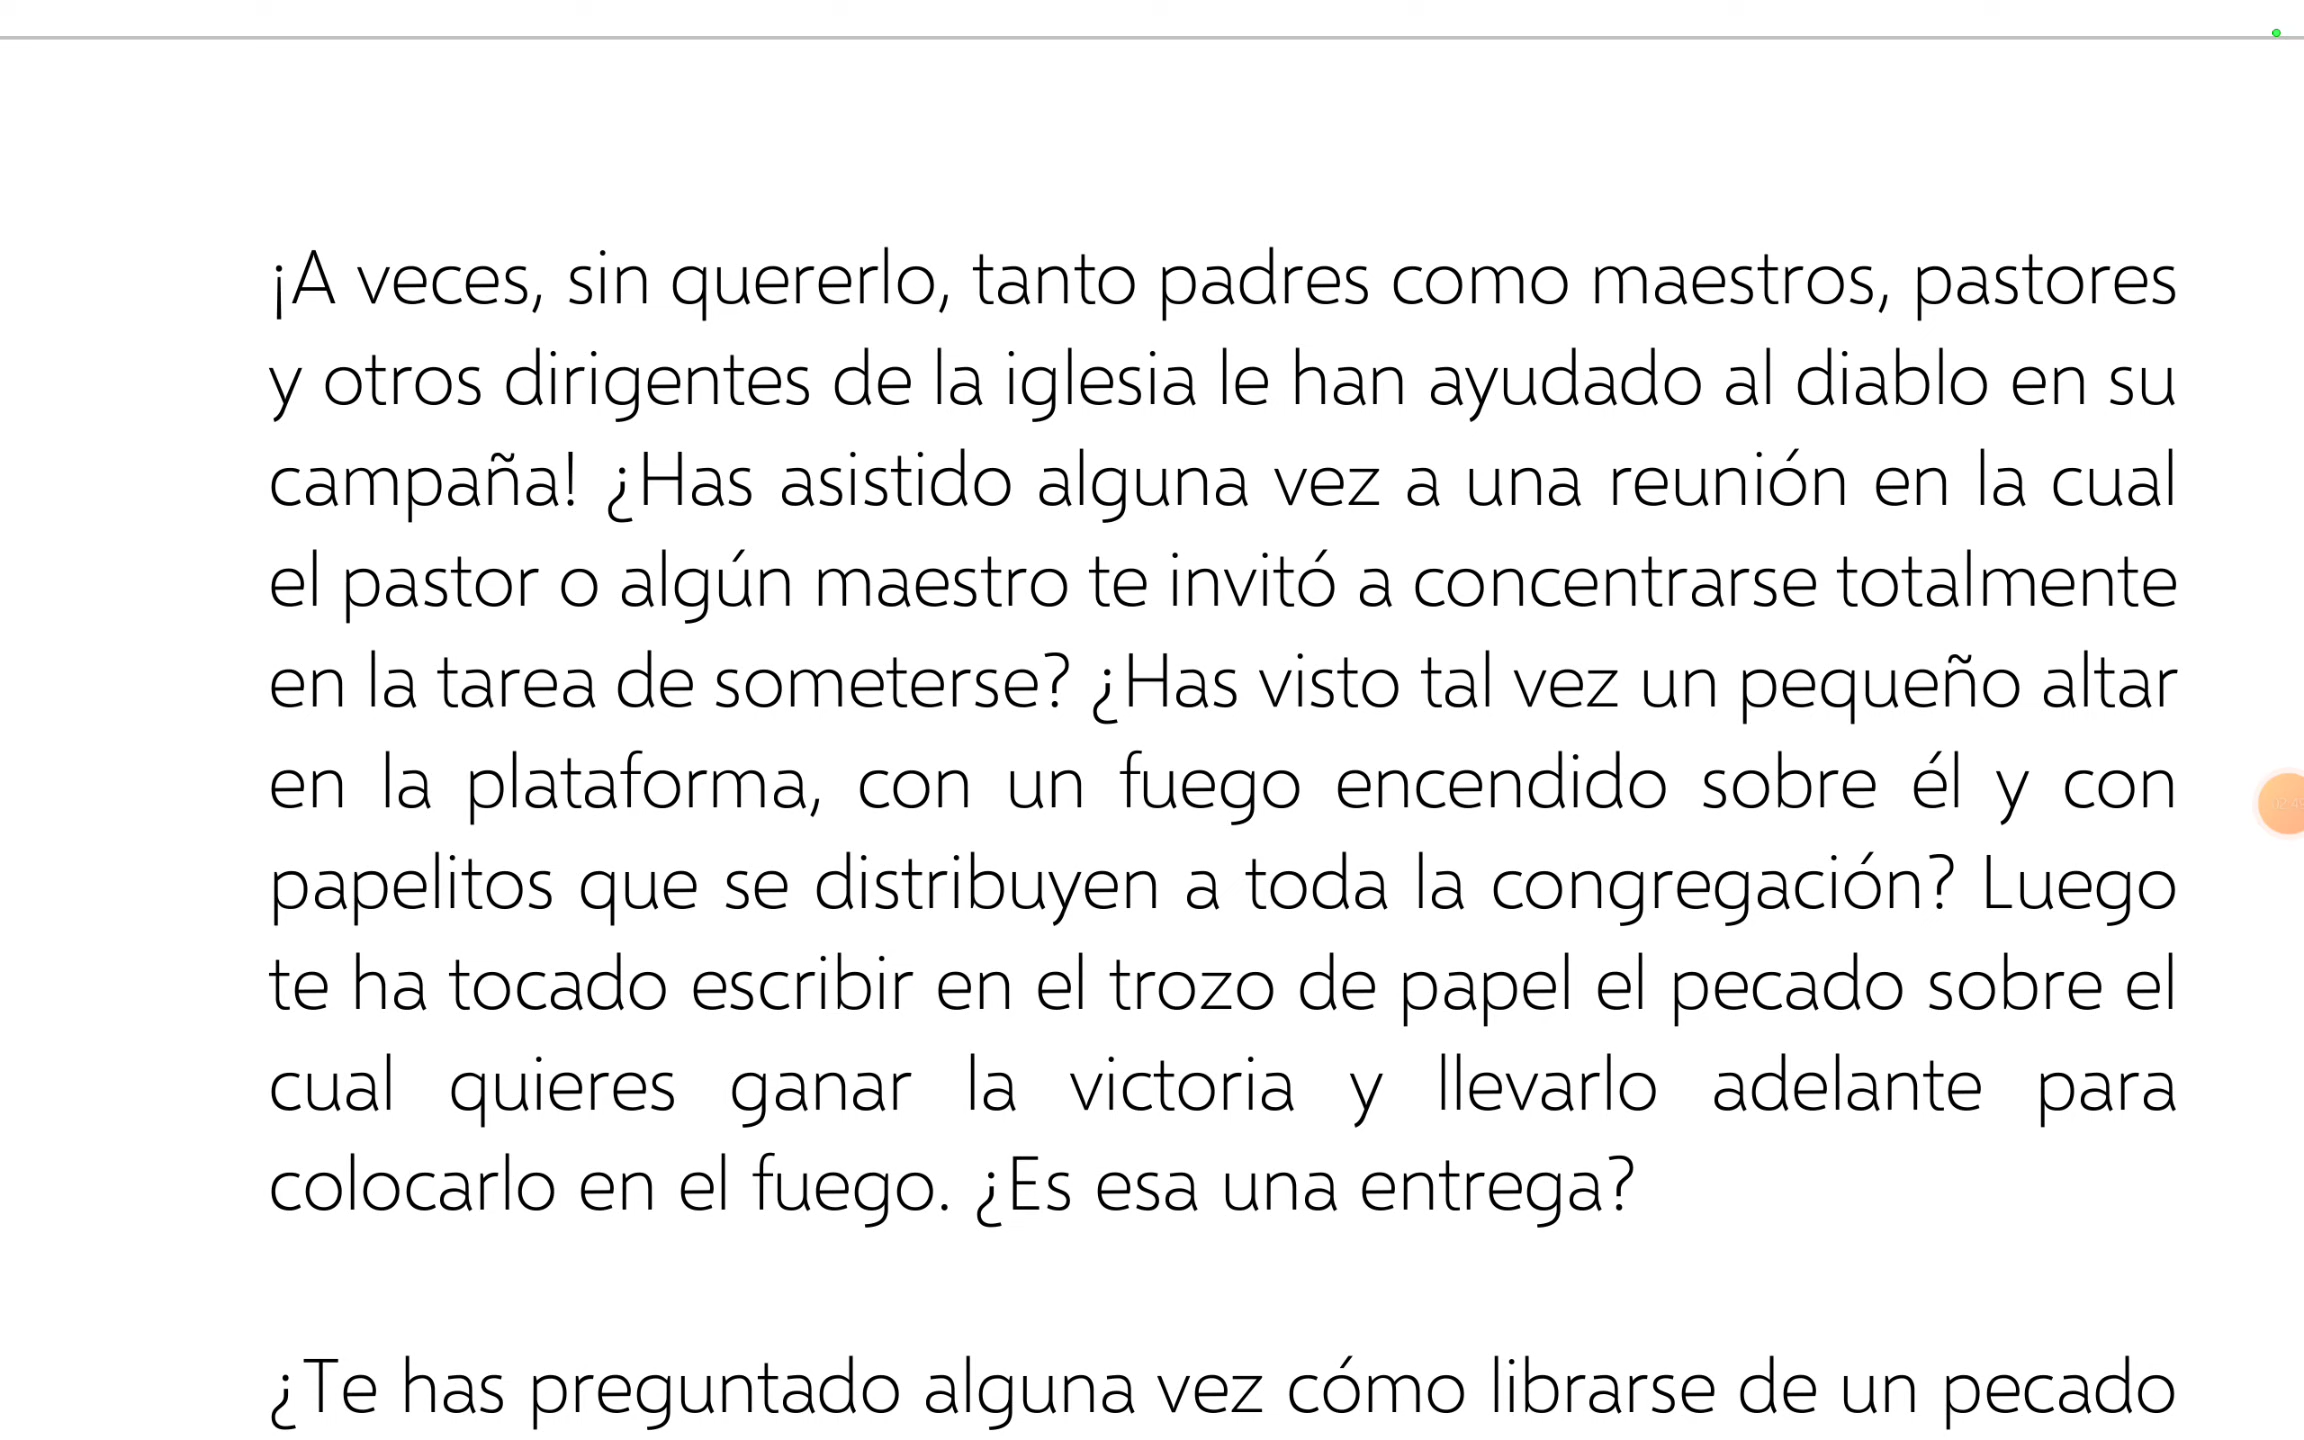 ¡A veces, sin quererlo, tanto padres como maestros, pastores
y otros dirigentes de la iglesia le han ayudado al diablo en su
campaña! ¿Has asistido alguna vez a una reunión en la cual
el pastor o algún maestro te invitó a concentrarse totalmente
en la tarea de someterse? ¿Has visto tal vez un pequeño altar
en la plataforma, con un fuego encendido sobre él y con
papelitos que se distribuyen a toda la congregación? Luego
te ha tocado escribir en el trozo de papel el pecado sobre el
cual quieres ganar la victoria y llevarlo adelante para
colocarlo en el fuego. ¿Es esa una entrega?
¿Te has preguntado alguna vez cómo librarse de un pecado